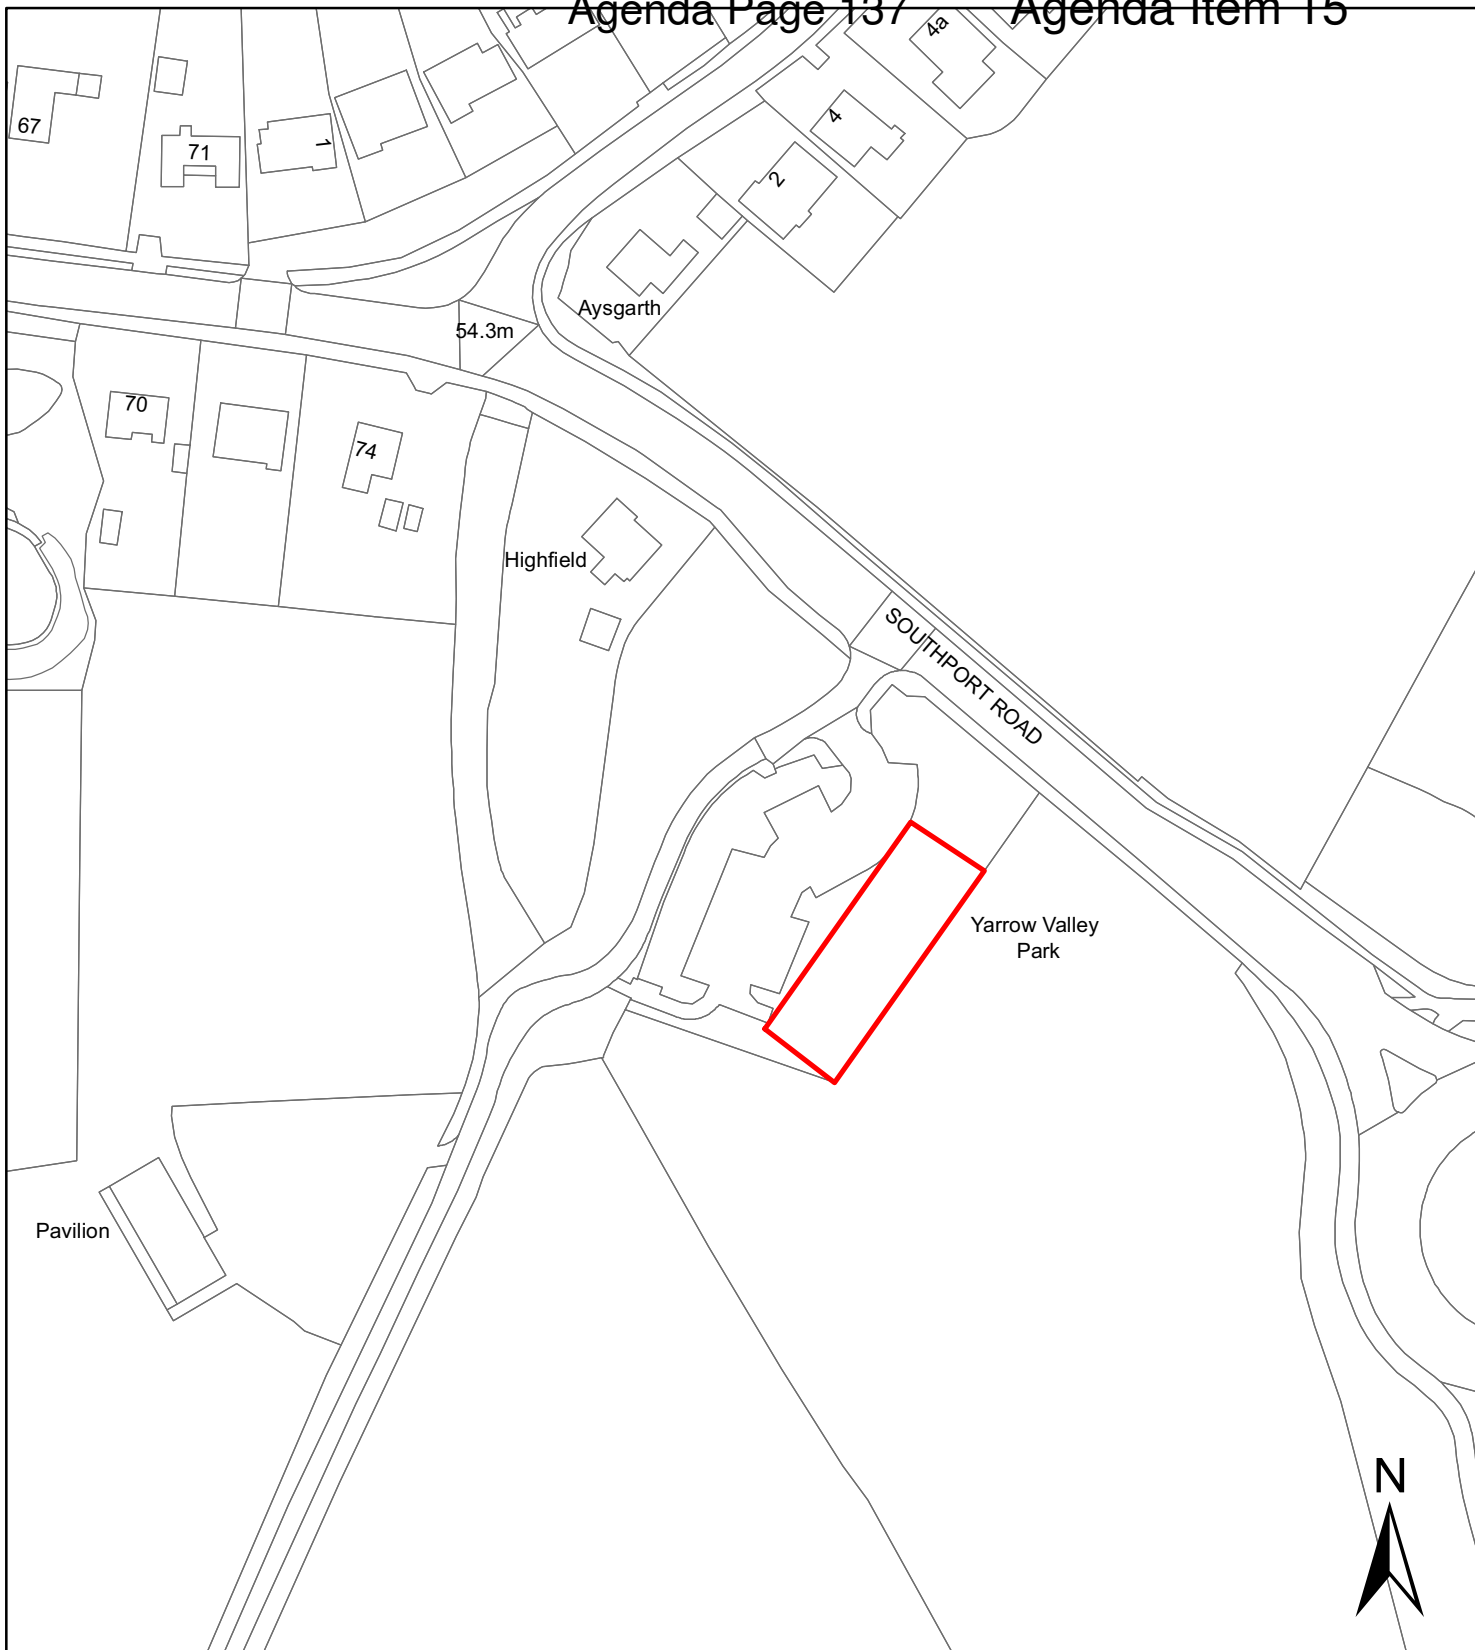 Agenda Page 137 Agenda Item 15
4a
67
71
1
4
2
Aysgarth
54.3m
70
74
Highfield
SOUTHPORT ROAD
Yarrow Valley
Park
Pavilion
N